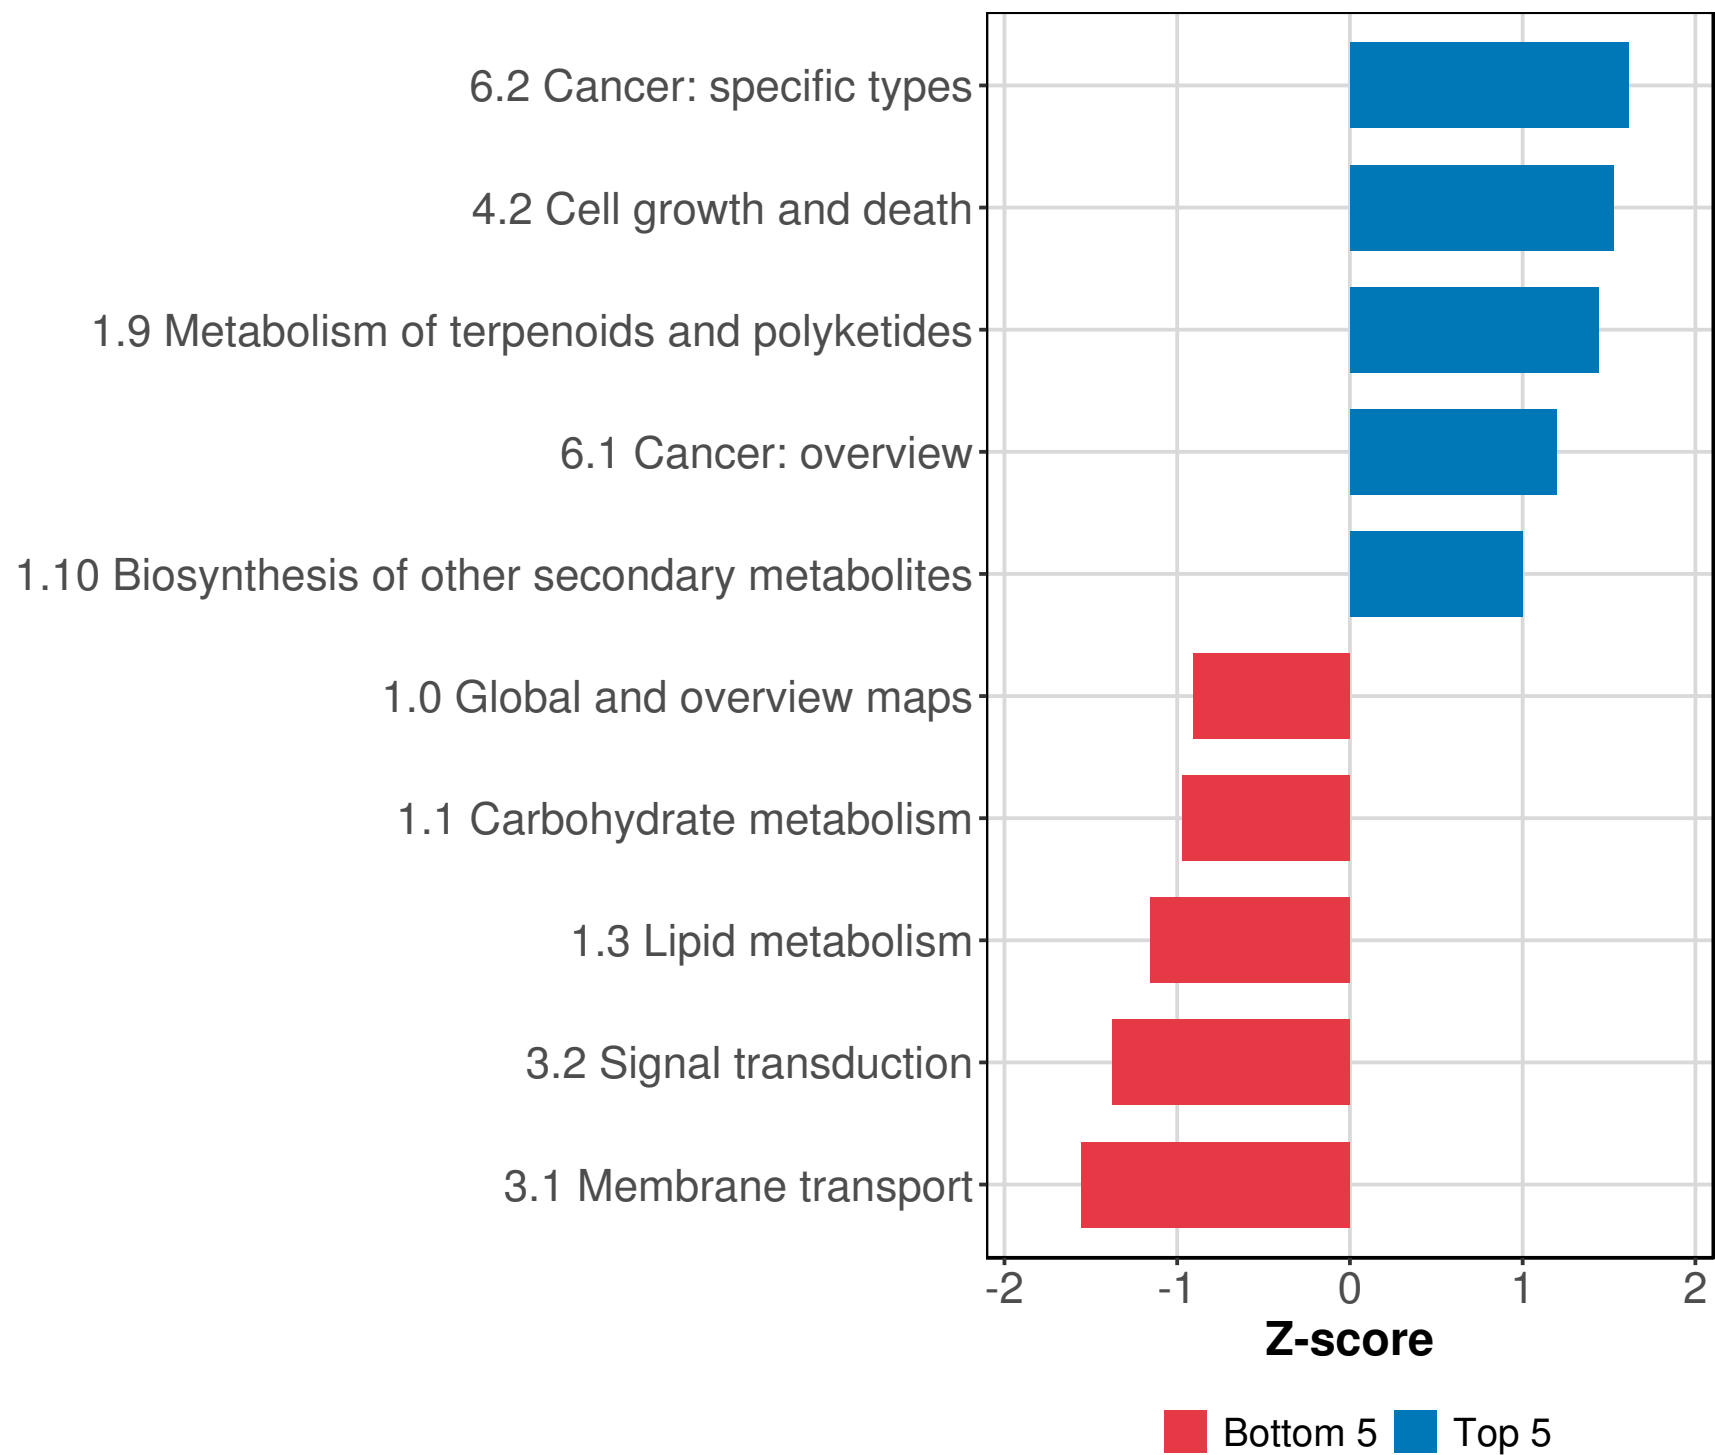 6.2 Cancer: specific types
4.2 Cell growth and death
1.9 Metabolism of terpenoids and polyketides
6.1 Cancer: overview
1.10 Biosynthesis of other secondary metabolites
1.0 Global and overview maps
1.1 Carbohydrate metabolism
1.3 Lipid metabolism
3.2 Signal transduction
3.1 Membrane transport
-2 -1 0 1 2
Z-score
Bottom 5 Top 5